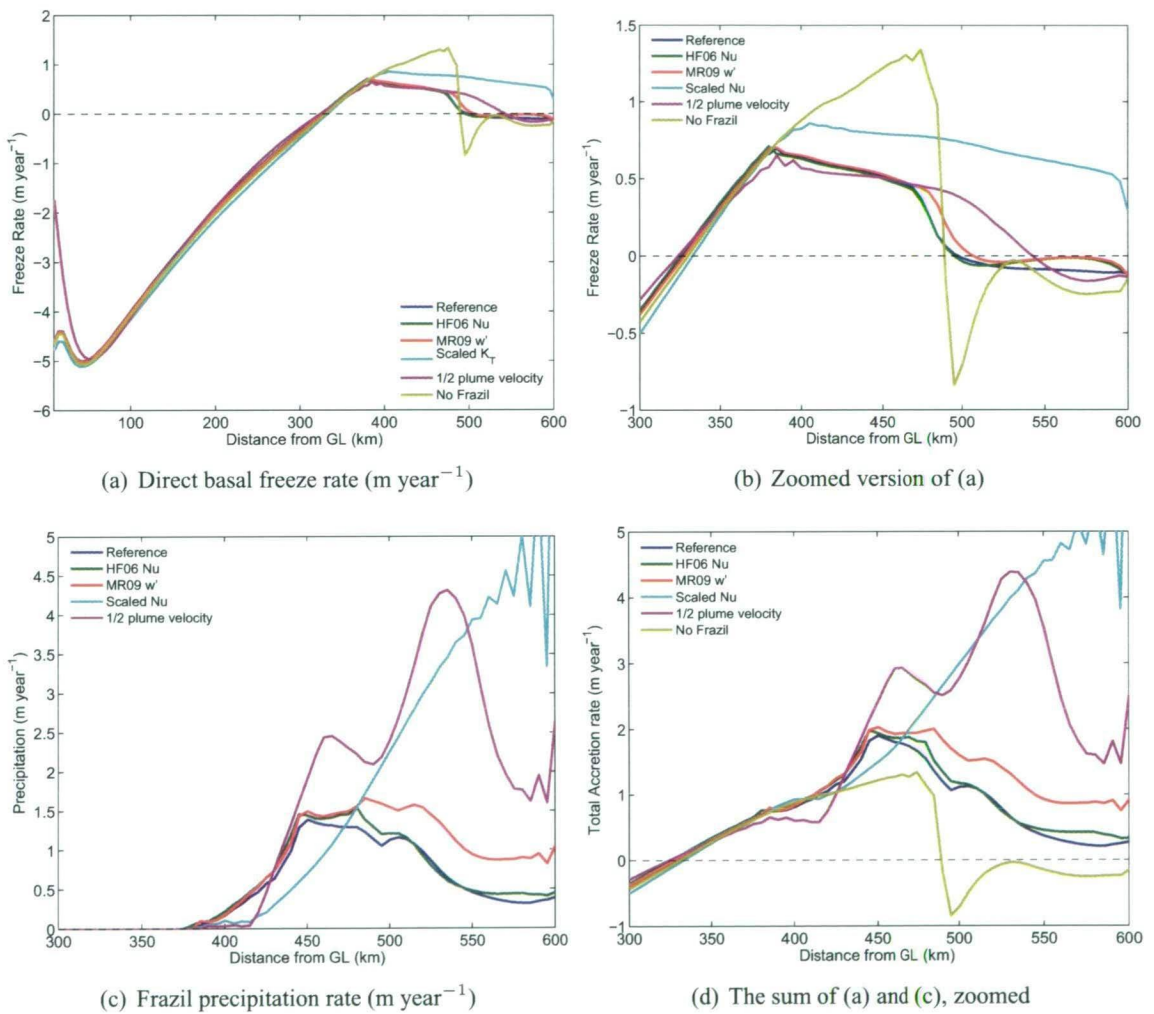 2
1
0
−1
−2
−3
−4
−5
−6
Freeze Rate (m year−1)
100 200 300 400 500 600
Distance from GL (km)
Reference
HF06 Nu
MR09 w'
Scaled K_T
1/2 plume velocity
No Frazil
(a) Direct basal freeze rate (m year−1)
1.5
1
0.5
0
−0.5
−1
Freeze Rate (m year−1)
300 350 400 450 500 550 600
Distance from GL (km)
Reference
HF06 Nu
MR09 w'
Scaled Nu
1/2 plume velocity
No Frazil
(b) Zoomed version of (a)
5
4.5
4
3.5
3
2.5
2
1.5
1
0.5
0
Precipitation (m year−1)
300 350 400 450 500 550 600
Distance from GL (km)
Reference
HF06 Nu
MR09 w'
Scaled Nu
1/2 plume velocity
(c) Frazil precipitation rate (m year−1)
5
4
3
2
1
0
−1
Total Accretion rate (m year−1)
300 350 400 450 500 550 600
Distance from GL (km)
Reference
HF06 Nu
MR09 w'
Scaled Nu
1/2 plume velocity
No Frazil
(d) The sum of (a) and (c), zoomed